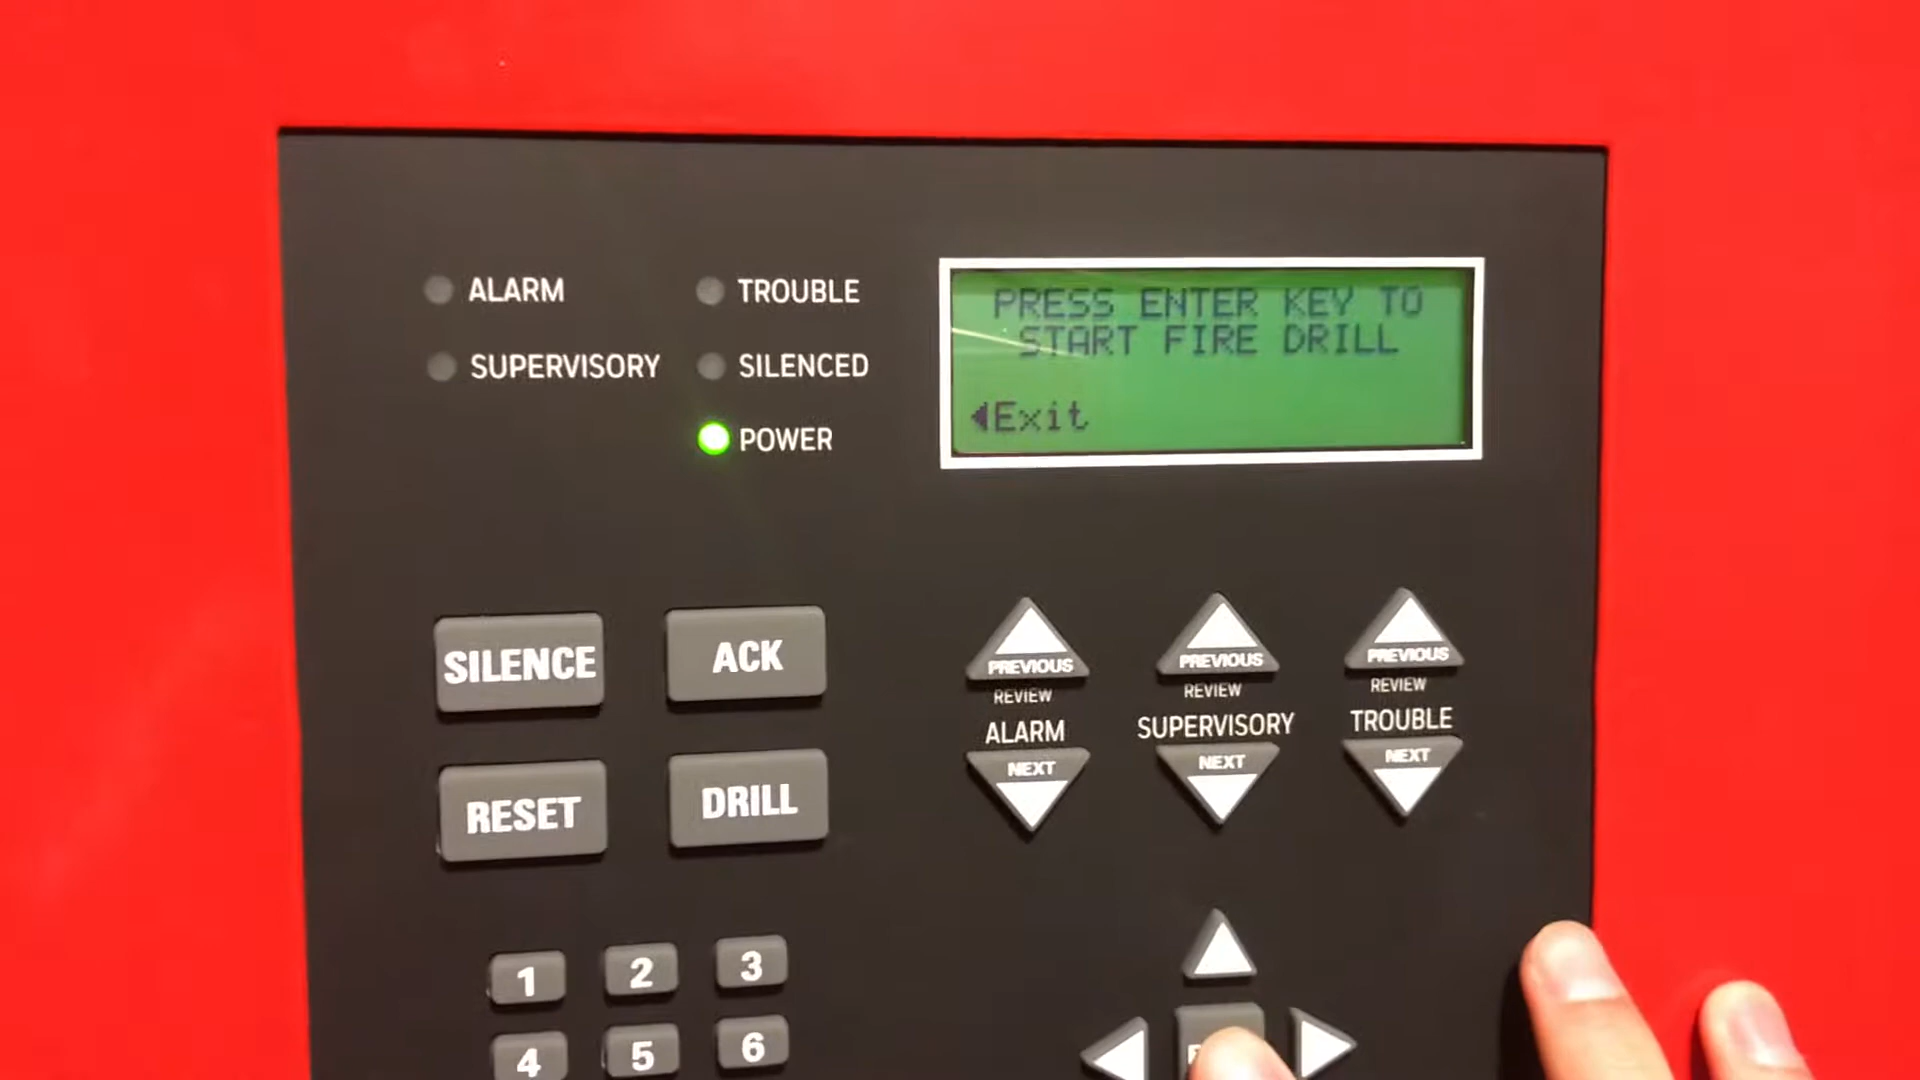 ALARM
TROUBLE
SUPERVISORY
SILENCED
POWER
PRESS ENTER KEY TO
START FIRE DRILL
◀Exit
SILENCE
ACK
RESET
DRILL
PREVIOUS
REVIEW
ALARM
NEXT
PREVIOUS
REVIEW
SUPERVISORY
NEXT
PREVIOUS
REVIEW
TROUBLE
NEXT
1 2 3
4 5 6